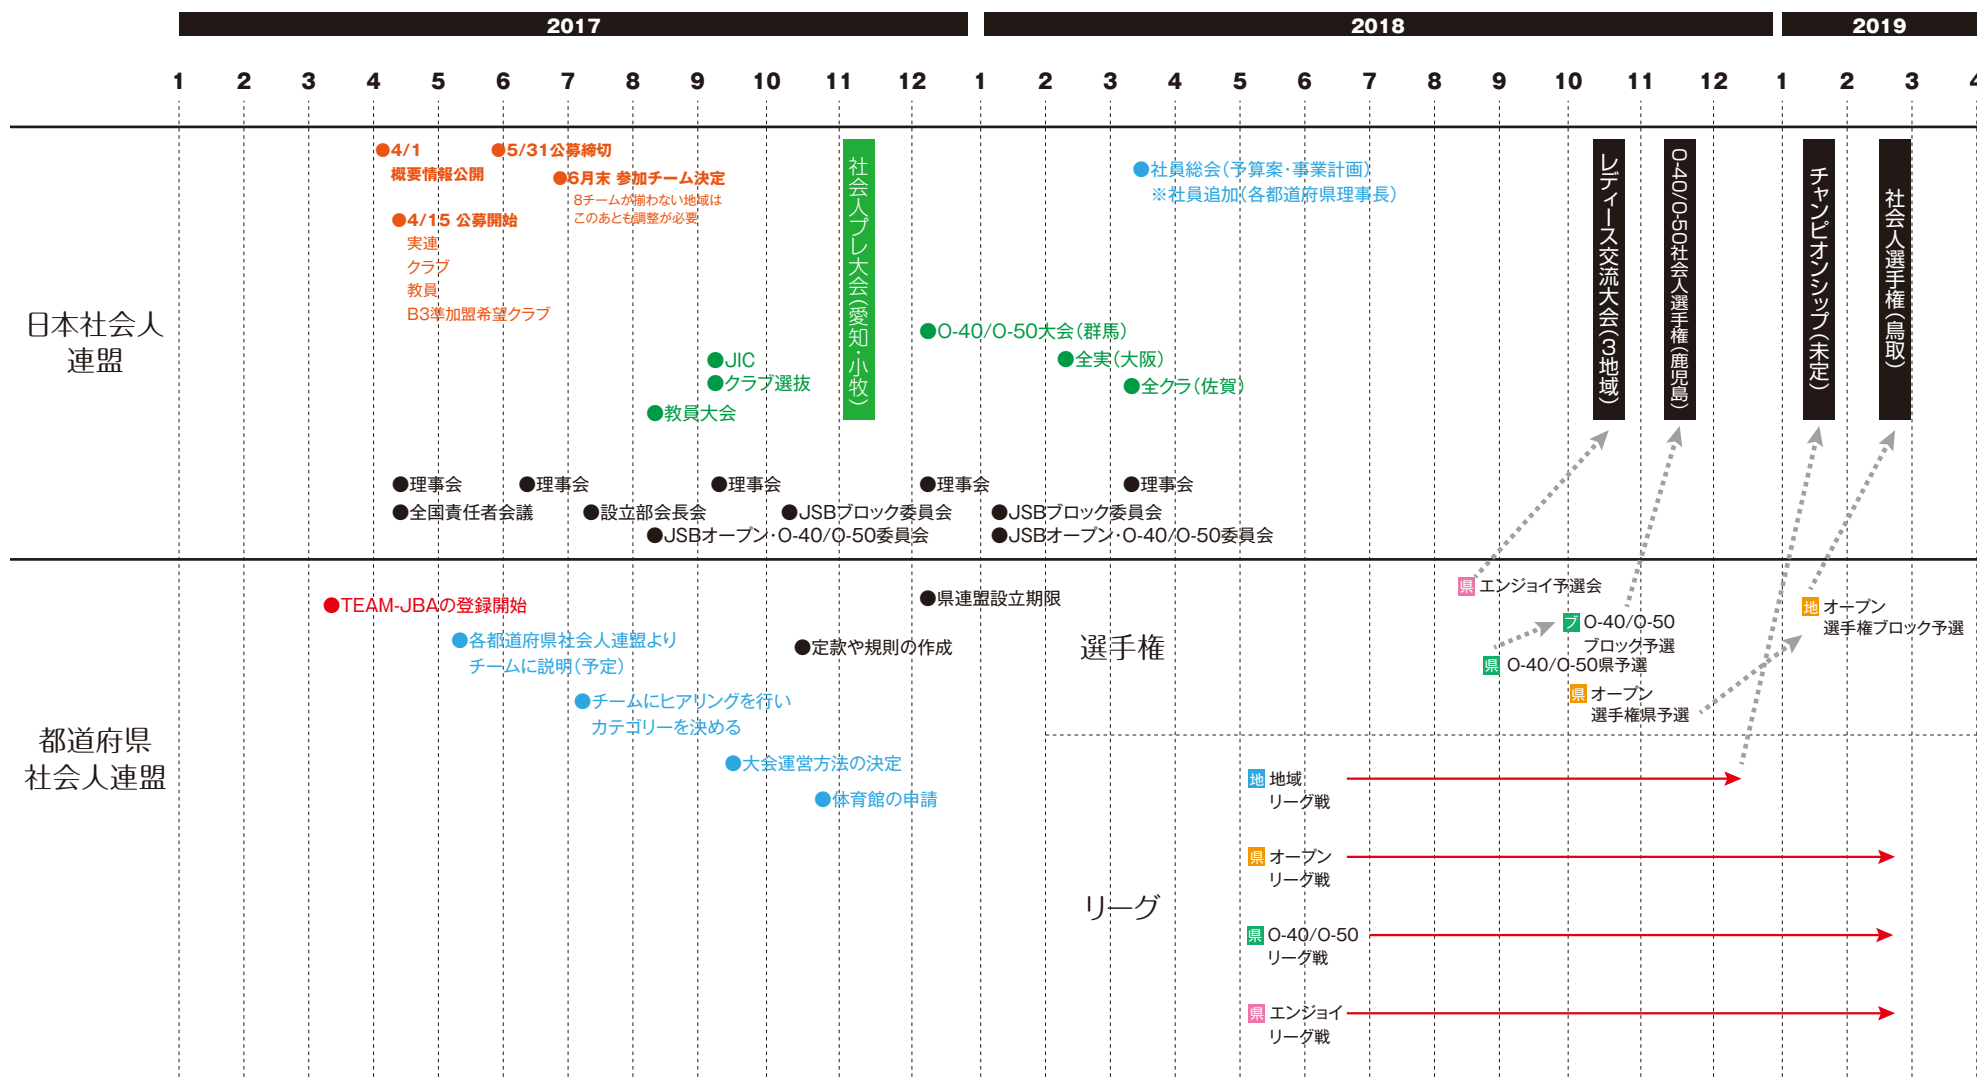 2017
2018
2019
1 2 3 4 5 6 7 8 9 10 11 12 1 2 3 4 5 6 7 8 9 10 11 12 1 2 3 4
日本社会人
連盟
●4/1
概要情報公開
●4/15 公募開始
実連
クラブ
教員
B3準加盟希望クラブ
●5/31公募締切
●6月末 参加チーム決定
8チームが揃わない地域は
このあとも調整が必要
●JIC
●クラブ選抜
●教員大会
社会人プレ大会(愛知・小牧)
●O-40/O-50大会(群馬)
●全実(大阪)
●全クラ(佐賀)
●社員総会(予算案・事業計画)
※社員追加(各都道府県理事長)
レディース交流大会(3地域)
O-40/O-50社会人選手権(鹿児島)
チャンピオンシップ(未定)
社会人選手権(鳥取)
●理事会
●理事会
●理事会
●理事会
●理事会
●全国責任者会議
●設立部会長会
●JSBブロック委員会
●JSBブロック委員会
●JSBオープン・O-40/O-50委員会
●JSBオープン・O-40/O-50委員会
都道府県
社会人連盟
●TEAM-JBAの登録開始
●各都道府県社会人連盟より
チームに説明(予定)
●チームにヒアリングを行い
カテゴリーを決める
●大会運営方法の決定
●体育館の申請
●県連盟設立期限
●定款や規則の作成
選手権
県 エンジョイ予選会
ブ O-40/O-50
ブロック予選
県 O-40/O-50県予選
県 オープン
選手権県予選
地 オープン
選手権ブロック予選
リーグ
地 地域
リーグ戦
県 オープン
リーグ戦
県 O-40/O-50
リーグ戦
県 エンジョイ
リーグ戦